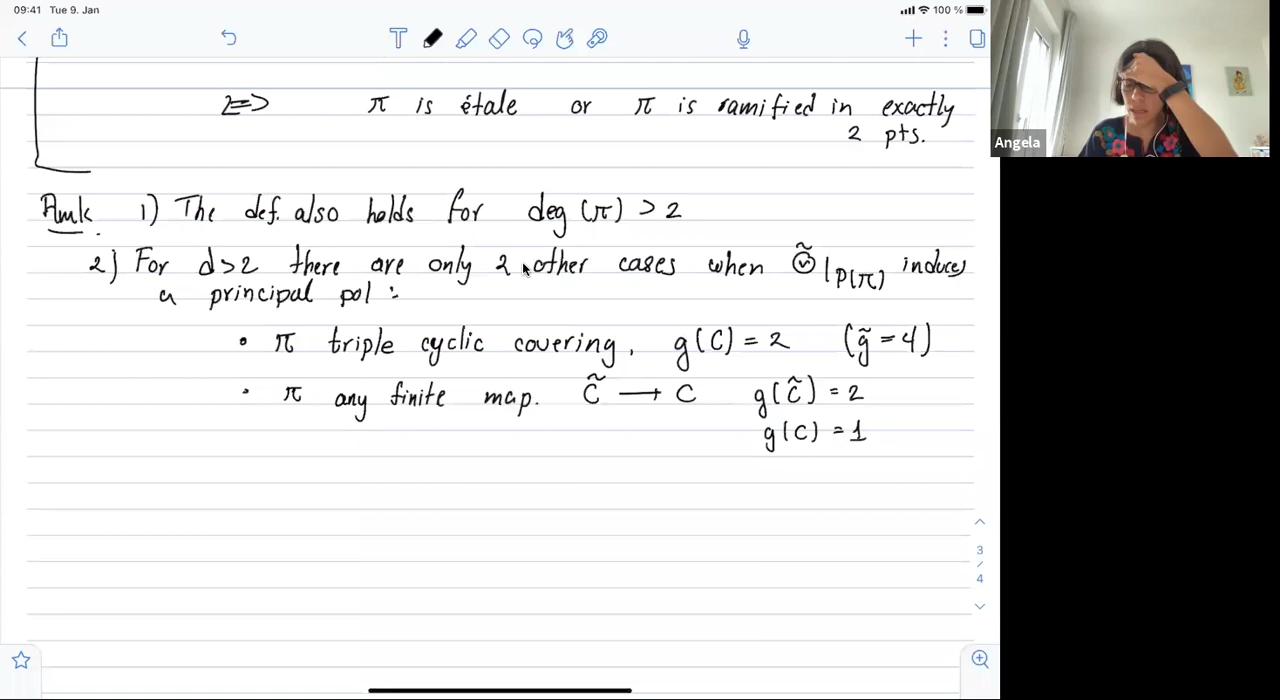 09:41 Tue 9. Jan
100 %
Angela
⟺ π is étale or π is ramified in exactly
2 pts.
Rmk. 1) The def. also holds for deg (π) > 2
2) For d>2 there are only 2 other cases when Θ̃|P(π) induces
a principal pol :
• π triple cyclic covering, g(C) = 2 (g̃ = 4)
• π any finite map. C̃ → C g(C̃) = 2
g(C) = 1
3
/
4